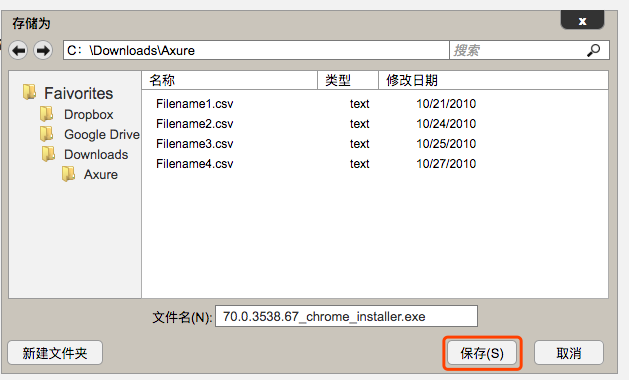 存储为 x
C：\Downloads\Axure 搜索
Faivorites
Dropbox
Google Drive
Downloads
Axure
名称 类型 修改日期
Filename1.csv text 10/21/2010
Filename2.csv text 10/24/2010
Filename3.csv text 10/25/2010
Filename4.csv text 10/27/2010
文件名(N): 70.0.3538.67_chrome_installer.exe
新建文件夹 保存(S) 取消